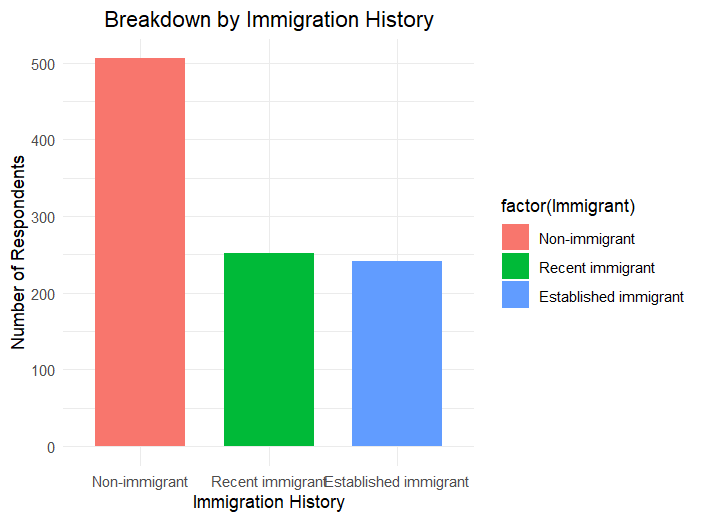 Breakdown by Immigration History
Number of Respondents
500
400
300
200
100
0
Non-immigrant
Recent immigrant
Established immigrant
Immigration History
factor(Immigrant)
Non-immigrant
Recent immigrant
Established immigrant